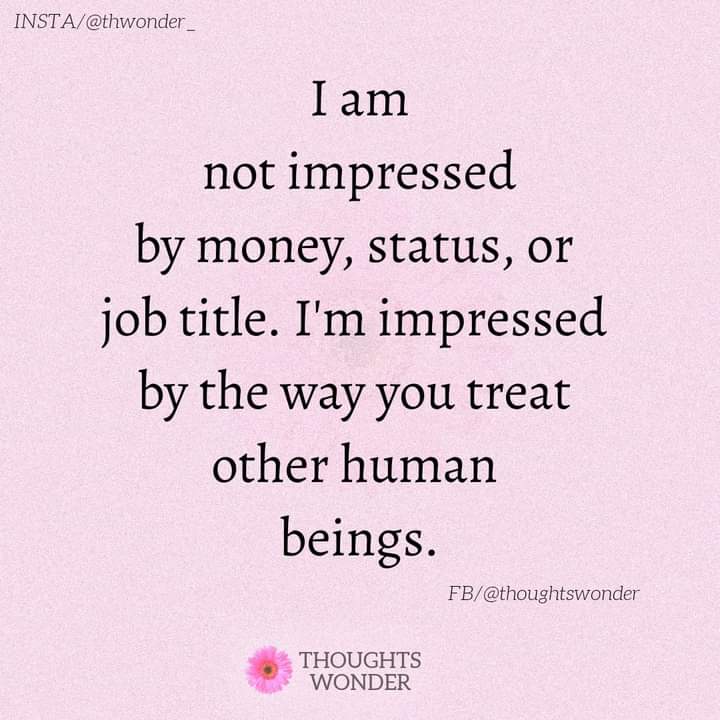 INSTA/@thwonder_
I am
not impressed
by money, status, or
job title. I'm impressed
by the way you treat
other human
beings.
FB/@thoughtswonder
THOUGHTS
WONDER